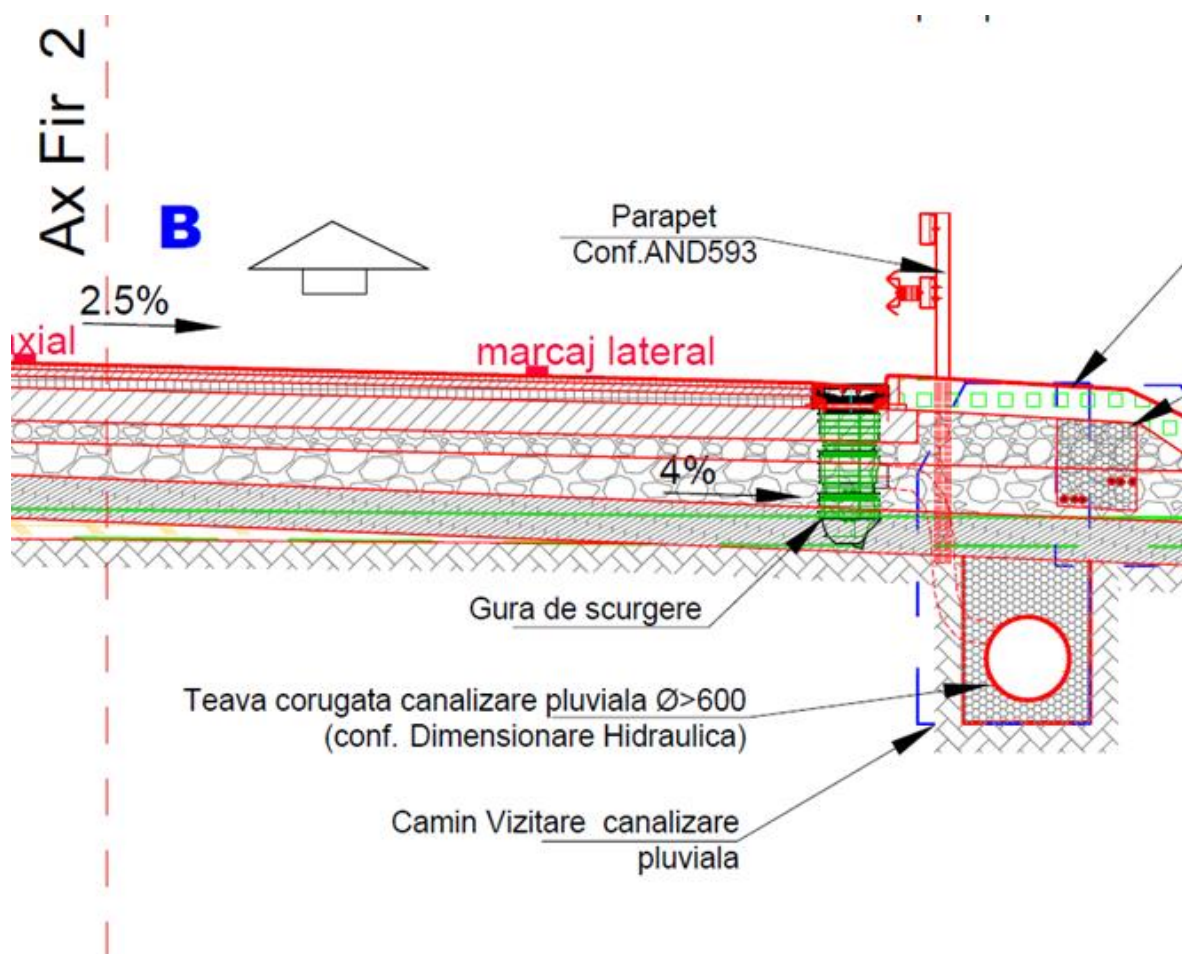 Ax Fir 2
B
2.5%
Parapet
Conf.AND593
xial
marcaj lateral
4%
Gura de scurgere
Teava corugata canalizare pluviala Ø>600
(conf. Dimensionare Hidraulica)
Camin Vizitare canalizare
pluviala